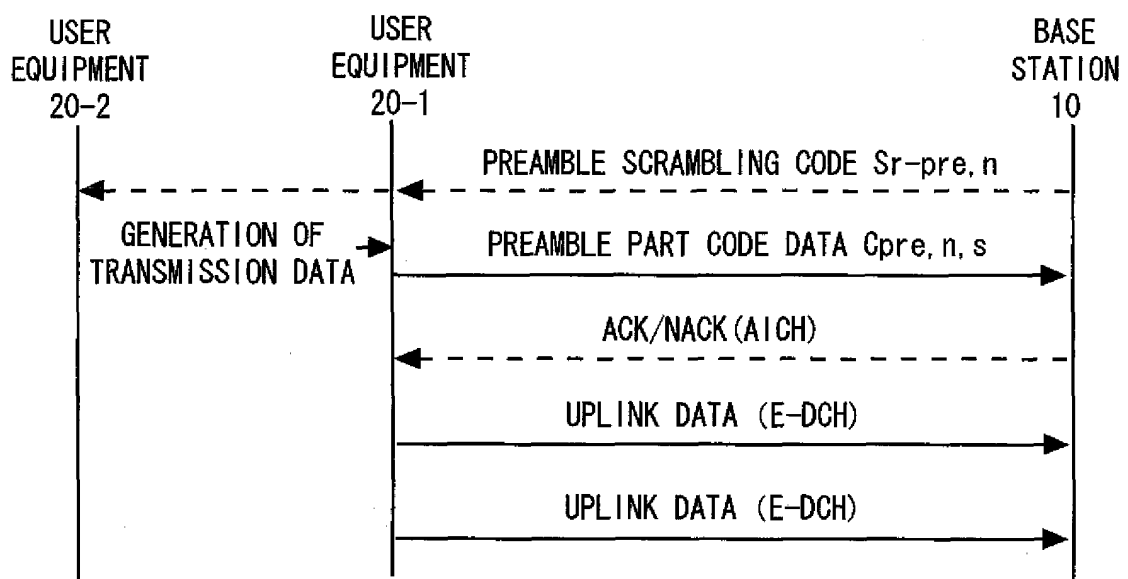 USER
EQUIPMENT
20-2
USER
EQUIPMENT
20-1
BASE
STATION
10
PREAMBLE SCRAMBLING CODE Sr-pre,n
GENERATION OF
TRANSMISSION DATA
PREAMBLE PART CODE DATA Cpre,n,s
ACK/NACK(AICH)
UPLINK DATA (E-DCH)
UPLINK DATA (E-DCH)